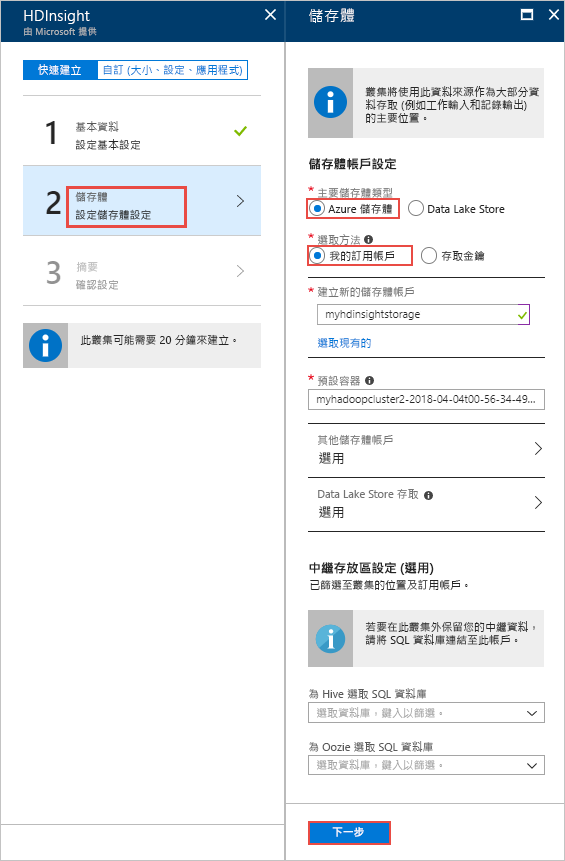 HDInsight
由 Microsoft 提供
快速建立
自訂 (大小、設定、應用程式)
1
基本資料
設定基本設定
2
儲存體
設定儲存體設定
3
摘要
確認設定
此叢集可能需要 20 分鐘來建立。
儲存體
叢集將使用此資料來源作為大部分資
料存取 (例如工作輸入和記錄輸出)
的主要位置。
儲存體帳戶設定
* 主要儲存體類型
Azure 儲存體
Data Lake Store
* 選取方法
我的訂用帳戶
存取金鑰
* 建立新的儲存體帳戶
myhdinsightstorage
選取現有的
* 預設容器
myhadoopcluster2-2018-04-04t00-56-34-49...
其他儲存體帳戶
選用
Data Lake Store 存取
選用
中繼存放區設定 (選用)
已篩選至叢集的位置及訂用帳戶。
若要在此叢集外保留您的中繼資料，
請將 SQL 資料庫連結至此帳戶。
為 Hive 選取 SQL 資料庫
選取資料庫，鍵入以篩選。
為 Oozie 選取 SQL 資料庫
選取資料庫，鍵入以篩選。
下一步